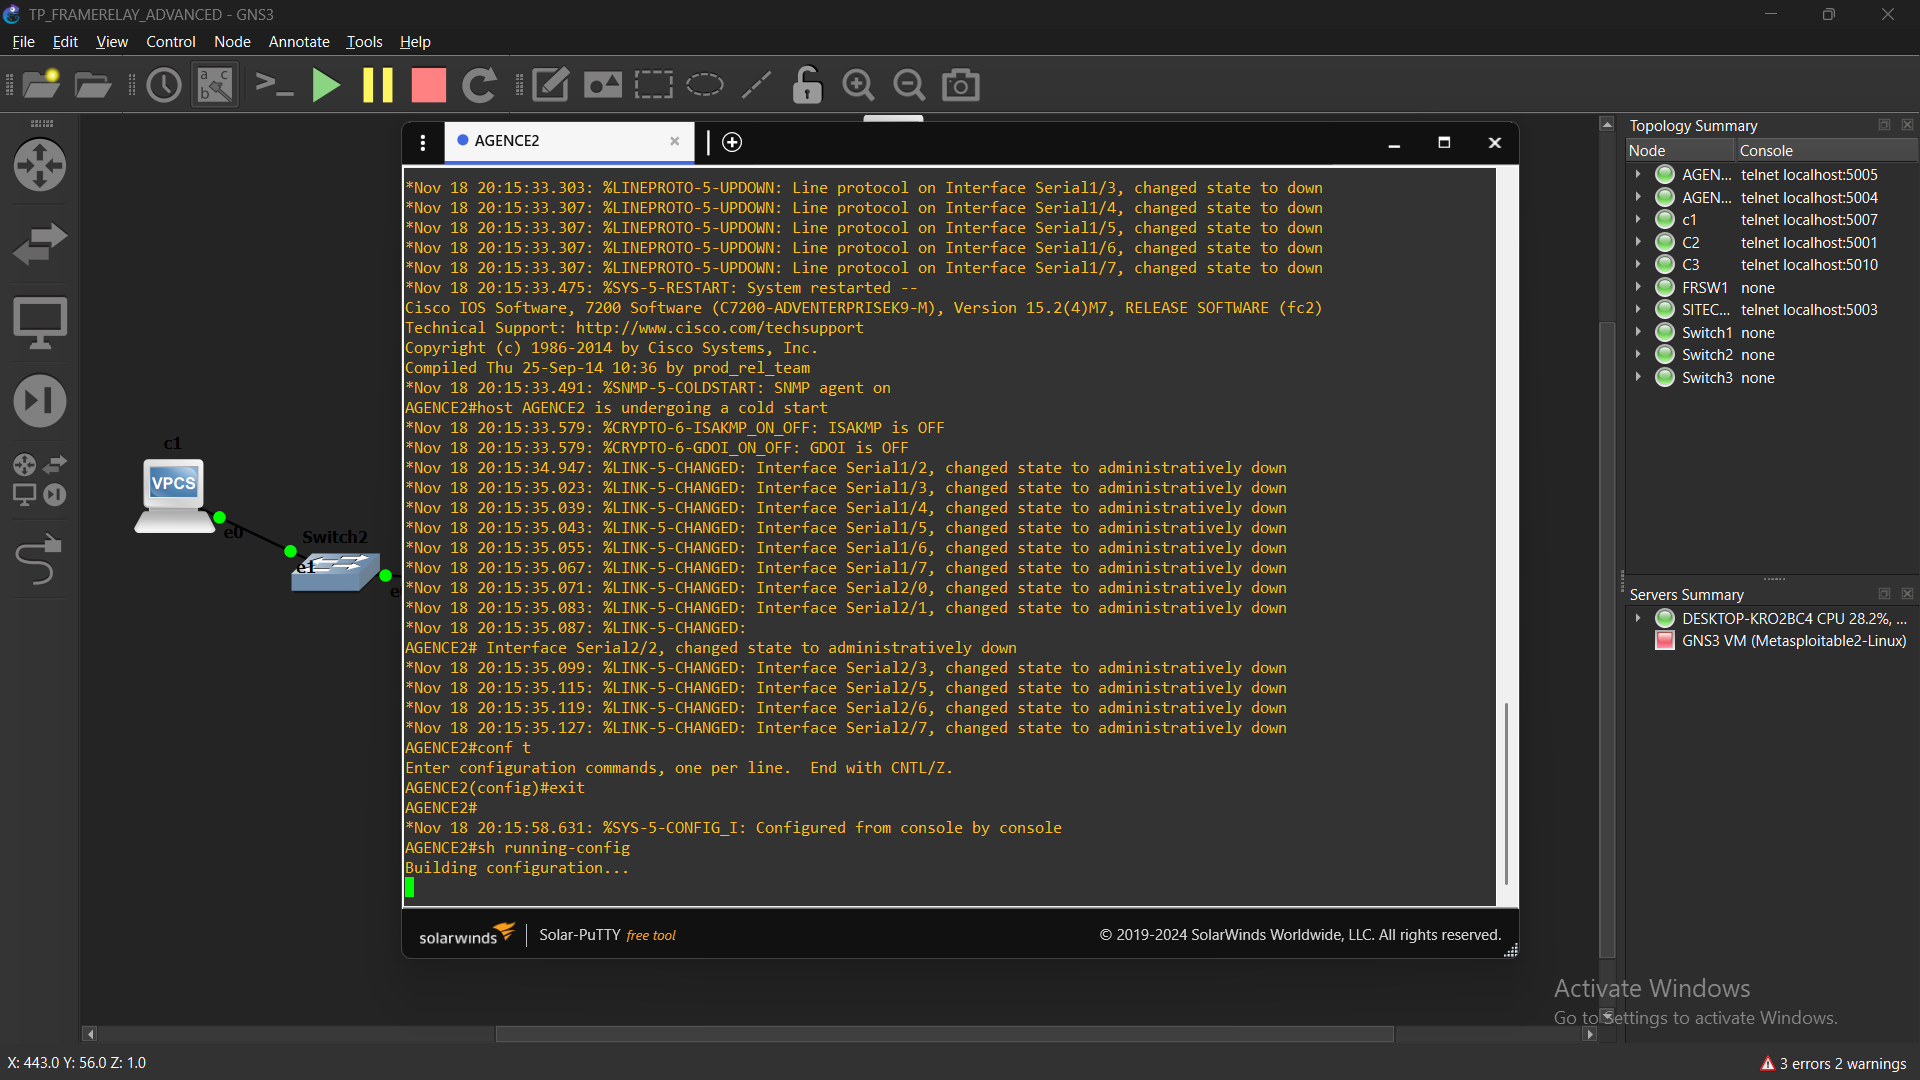 TP_FRAMERELAY_ADVANCED - GNS3
File Edit View Control Node Annotate Tools Help
AGENCE2
*Nov 18 20:15:33.303: %LINEPROTO-5-UPDOWN: Line protocol on Interface Serial1/3, changed state to down
*Nov 18 20:15:33.307: %LINEPROTO-5-UPDOWN: Line protocol on Interface Serial1/4, changed state to down
*Nov 18 20:15:33.307: %LINEPROTO-5-UPDOWN: Line protocol on Interface Serial1/5, changed state to down
*Nov 18 20:15:33.307: %LINEPROTO-5-UPDOWN: Line protocol on Interface Serial1/6, changed state to down
*Nov 18 20:15:33.307: %LINEPROTO-5-UPDOWN: Line protocol on Interface Serial1/7, changed state to down
*Nov 18 20:15:33.475: %SYS-5-RESTART: System restarted --
Cisco IOS Software, 7200 Software (C7200-ADVENTERPRISEK9-M), Version 15.2(4)M7, RELEASE SOFTWARE (fc2)
Technical Support: http://www.cisco.com/techsupport
Copyright (c) 1986-2014 by Cisco Systems, Inc.
Compiled Thu 25-Sep-14 10:36 by prod_rel_team
*Nov 18 20:15:33.491: %SNMP-5-COLDSTART: SNMP agent on
AGENCE2#host AGENCE2 is undergoing a cold start
*Nov 18 20:15:33.579: %CRYPTO-6-ISAKMP_ON_OFF: ISAKMP is OFF
*Nov 18 20:15:33.579: %CRYPTO-6-GDOI_ON_OFF: GDOI is OFF
*Nov 18 20:15:34.947: %LINK-5-CHANGED: Interface Serial1/2, changed state to administratively down
*Nov 18 20:15:35.023: %LINK-5-CHANGED: Interface Serial1/3, changed state to administratively down
*Nov 18 20:15:35.039: %LINK-5-CHANGED: Interface Serial1/4, changed state to administratively down
*Nov 18 20:15:35.043: %LINK-5-CHANGED: Interface Serial1/5, changed state to administratively down
*Nov 18 20:15:35.055: %LINK-5-CHANGED: Interface Serial1/6, changed state to administratively down
*Nov 18 20:15:35.067: %LINK-5-CHANGED: Interface Serial1/7, changed state to administratively down
*Nov 18 20:15:35.071: %LINK-5-CHANGED: Interface Serial2/0, changed state to administratively down
*Nov 18 20:15:35.083: %LINK-5-CHANGED: Interface Serial2/1, changed state to administratively down
*Nov 18 20:15:35.087: %LINK-5-CHANGED:
AGENCE2# Interface Serial2/2, changed state to administratively down
*Nov 18 20:15:35.099: %LINK-5-CHANGED: Interface Serial2/3, changed state to administratively down
*Nov 18 20:15:35.115: %LINK-5-CHANGED: Interface Serial2/5, changed state to administratively down
*Nov 18 20:15:35.119: %LINK-5-CHANGED: Interface Serial2/6, changed state to administratively down
*Nov 18 20:15:35.127: %LINK-5-CHANGED: Interface Serial2/7, changed state to administratively down
AGENCE2#conf t
Enter configuration commands, one per line.  End with CNTL/Z.
AGENCE2(config)#exit
AGENCE2#
*Nov 18 20:15:58.631: %SYS-5-CONFIG_I: Configured from console by console
AGENCE2#sh running-config
Building configuration...
solarwinds Solar-PuTTY free tool © 2019-2024 SolarWinds Worldwide, LLC. All rights reserved.
c1
VPCS
e0
Switch2
e1
e
Topology Summary
Node Console
AGEN... telnet localhost:5005
AGEN... telnet localhost:5004
c1 telnet localhost:5007
C2 telnet localhost:5001
C3 telnet localhost:5010
FRSW1 none
SITEC... telnet localhost:5003
Switch1 none
Switch2 none
Switch3 none
Servers Summary
DESKTOP-KRO2BC4 CPU 28.2%, ...
GNS3 VM (Metasploitable2-Linux)
Activate Windows
Go to Settings to activate Windows.
X: 443.0 Y: 56.0 Z: 1.0
3 errors 2 warnings